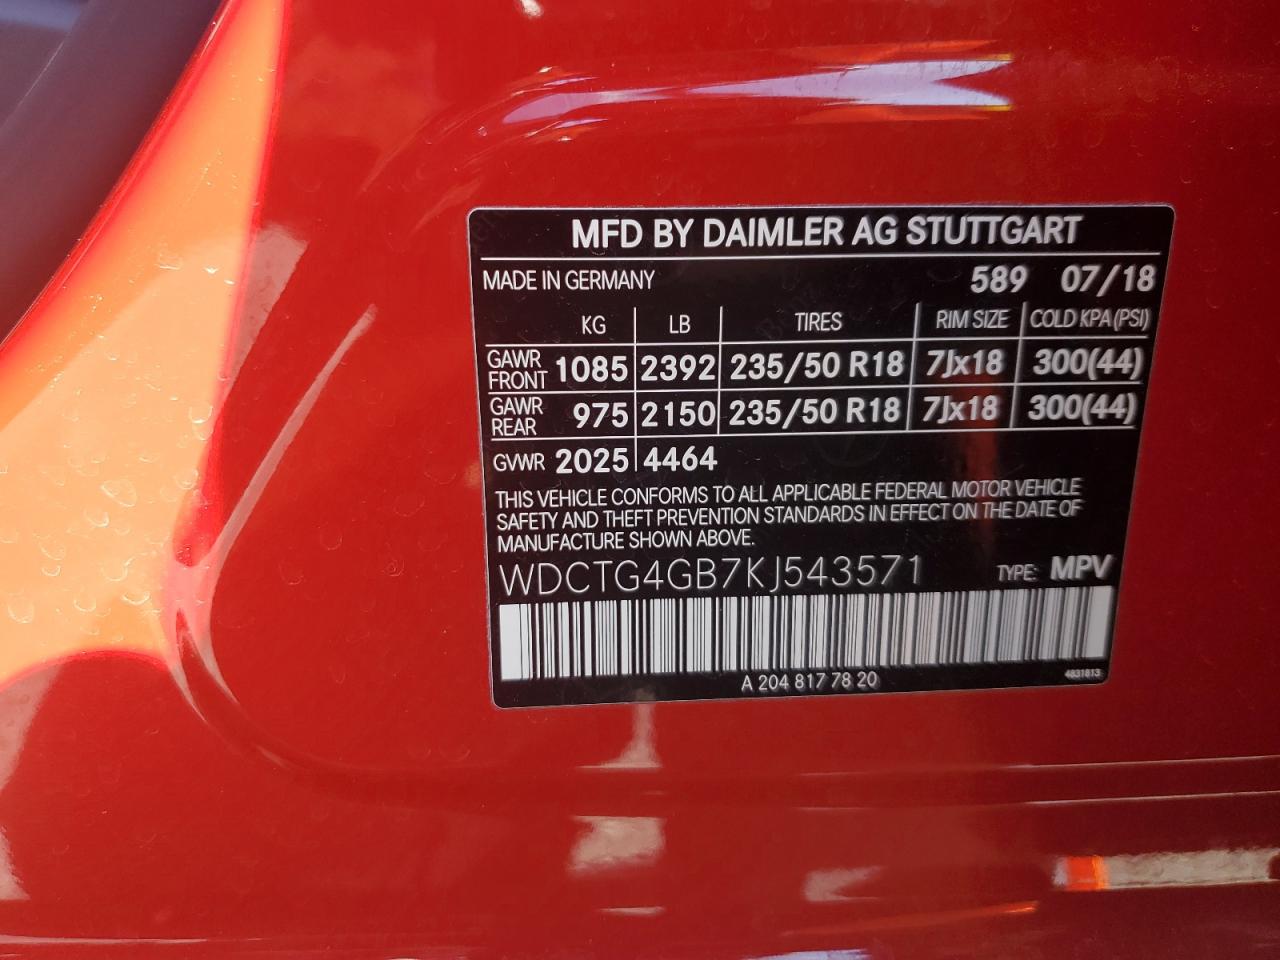 MFD BY DAIMLER AG STUTTGART
MADE IN GERMANY 589 07/18
KG LB TIRES RIM SIZE COLD KPA (PSI)
GAWR FRONT 1085 2392 235/50 R18 7Jx18 300(44)
GAWR REAR 975 2150 235/50 R18 7Jx18 300(44)
GVWR 2025 4464
THIS VEHICLE CONFORMS TO ALL APPLICABLE FEDERAL MOTOR VEHICLE
SAFETY AND THEFT PREVENTION STANDARDS IN EFFECT ON THE DATE OF
MANUFACTURE SHOWN ABOVE.
WDCTG4GB7KJ543571 TYPE: MPV
A 204 817 78 20 4831813